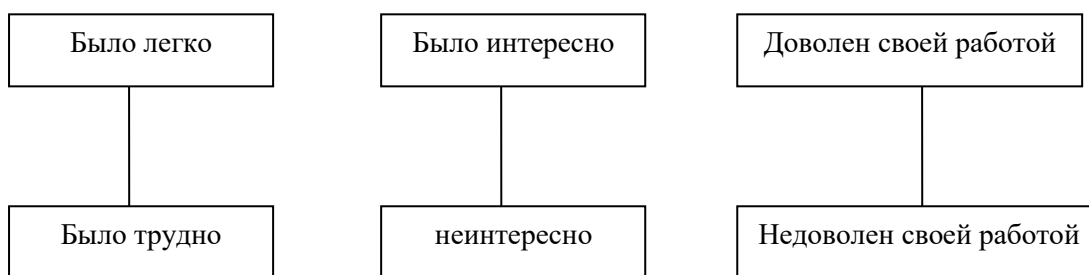 Было легко
Было интересно
Доволен своей работой
Было трудно
неинтересно
Недоволен своей работой